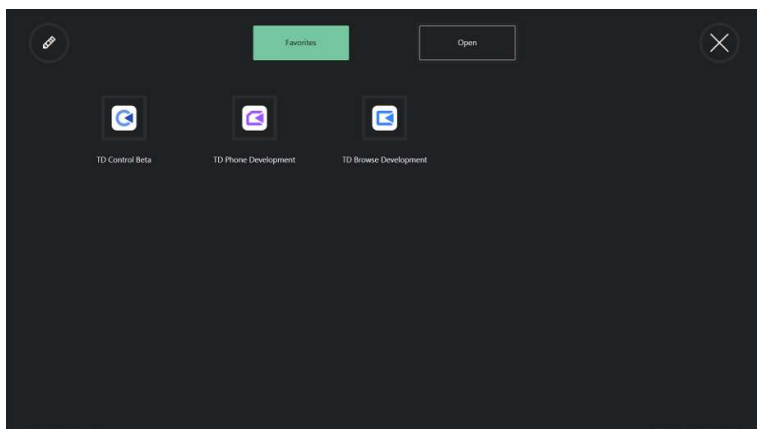 Favorites
Open
TD Control Beta
TD Phone Development
TD Browse Development